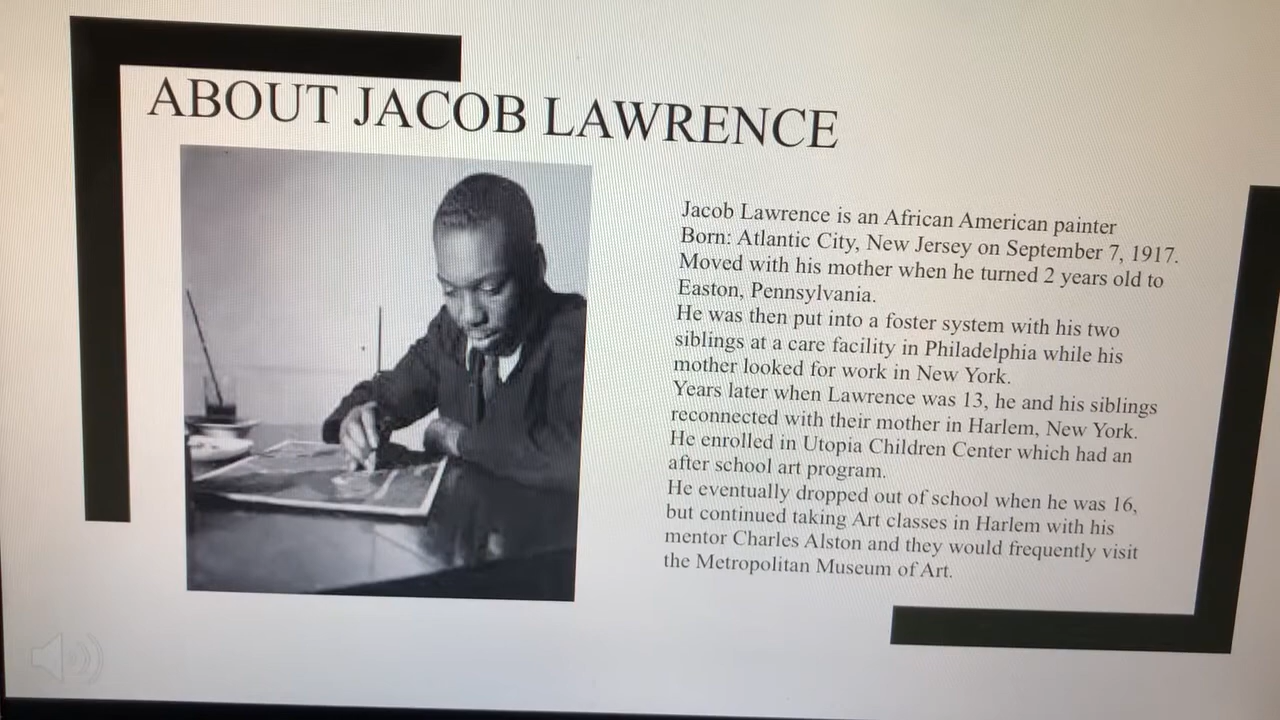 ABOUT JACOB LAWRENCE
Jacob Lawrence is an African American painter
Born: Atlantic City, New Jersey on September 7, 1917.
Moved with his mother when he turned 2 years old to
Easton, Pennsylvania.
He was then put into a foster system with his two
siblings at a care facility in Philadelphia while his
mother looked for work in New York.
Years later when Lawrence was 13, he and his siblings
reconnected with their mother in Harlem, New York.
He enrolled in Utopia Children Center which had an
after school art program.
He eventually dropped out of school when he was 16,
but continued taking Art classes in Harlem with his
mentor Charles Alston and they would frequently visit
the Metropolitan Museum of Art.